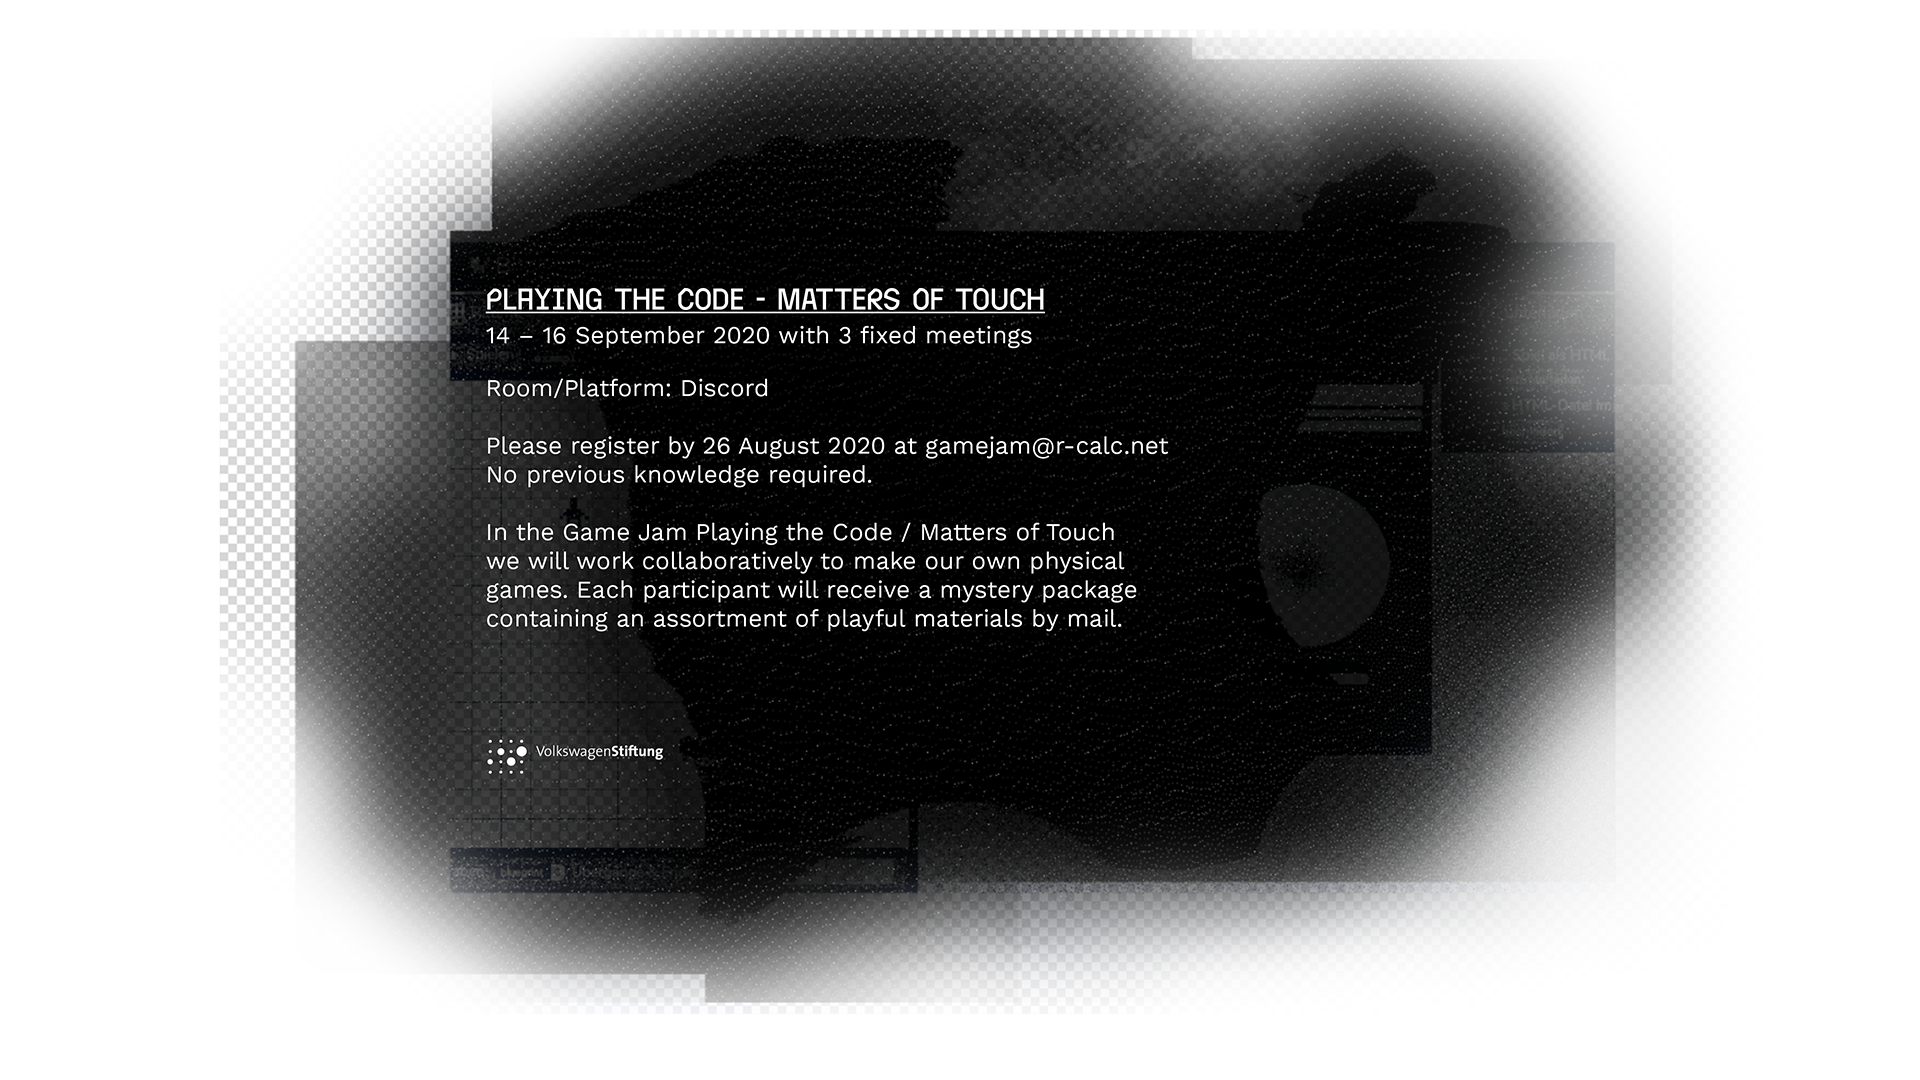 PLAYING THE CODE - MATTERS OF TOUCH
14 – 16 September 2020 with 3 fixed meetings
Room/Platform: Discord
Please register by 26 August 2020 at gamejam@r-calc.net
No previous knowledge required.
In the Game Jam Playing the Code / Matters of Touch
we will work collaboratively to make our own physical
games. Each participant will receive a mystery package
containing an assortment of playful materials by mail.
VolkswagenStiftung